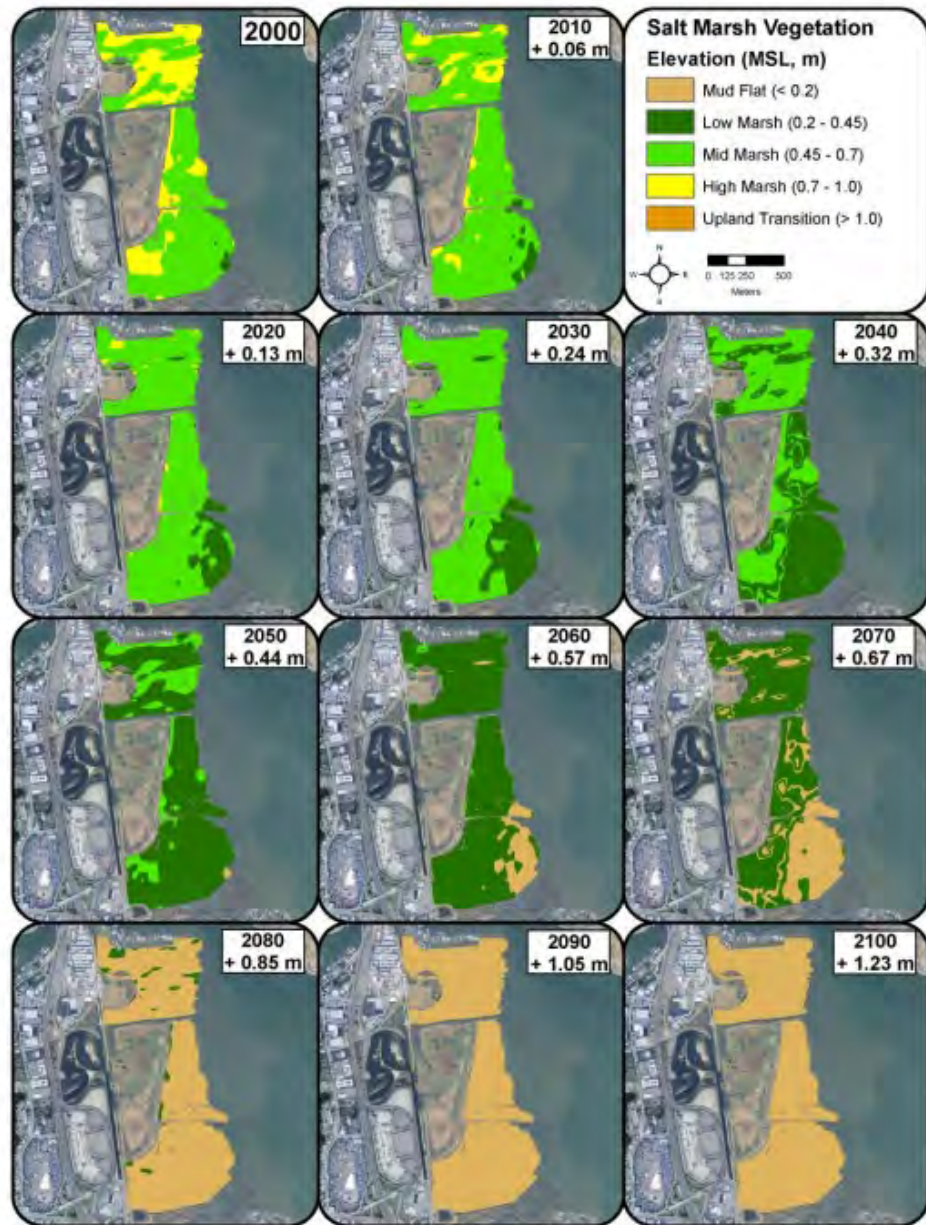 2000
2010
+ 0.06 m
Salt Marsh Vegetation
Elevation (MSL, m)
Mud Flat (< 0.2)
Low Marsh (0.2 - 0.45)
Mid Marsh (0.45 - 0.7)
High Marsh (0.7 - 1.0)
Upland Transition (> 1.0)
N
W E
S
0 125 250 500
Meters
2020
+ 0.13 m
2030
+ 0.24 m
2040
+ 0.32 m
2050
+ 0.44 m
2060
+ 0.57 m
2070
+ 0.67 m
2080
+ 0.85 m
2090
+ 1.05 m
2100
+ 1.23 m